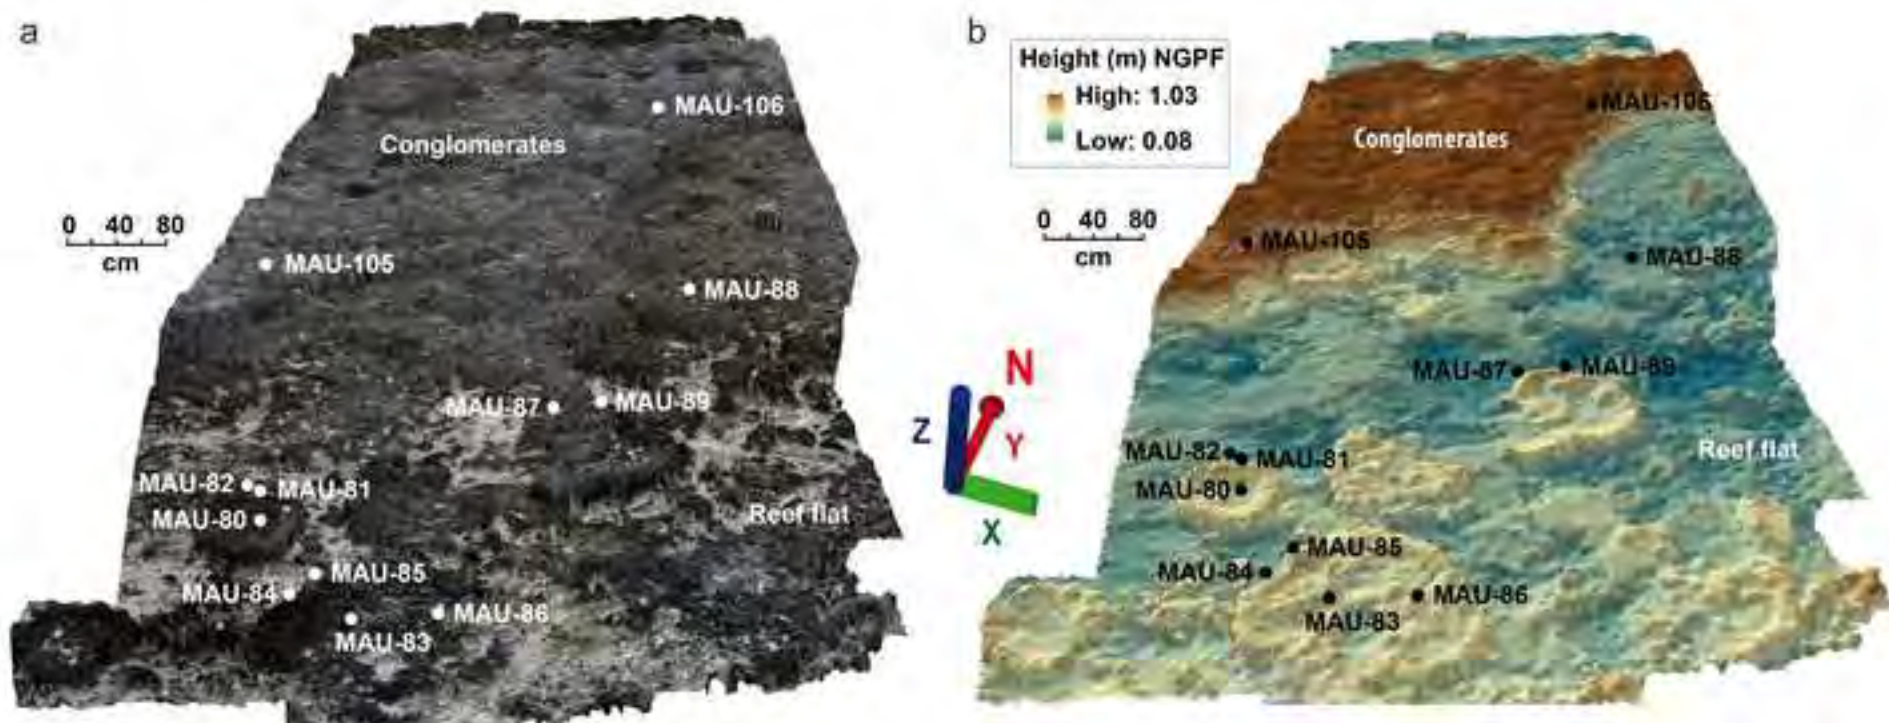 a
MAU-106
Conglomerates
0 40 80
cm
MAU-105
MAU-88
MAU-87
MAU-89
MAU-82
MAU-81
MAU-80
Reef flat
MAU-85
MAU-84
MAU-86
MAU-83
b
Height (m) NGPF
High: 1.03
Low: 0.08
MAU-106
Conglomerates
0 40 80
cm
MAU-105
MAU-88
N
Z
Y
X
MAU-87
MAU-89
MAU-82
MAU-81
MAU-80
Reef flat
MAU-85
MAU-84
MAU-86
MAU-83